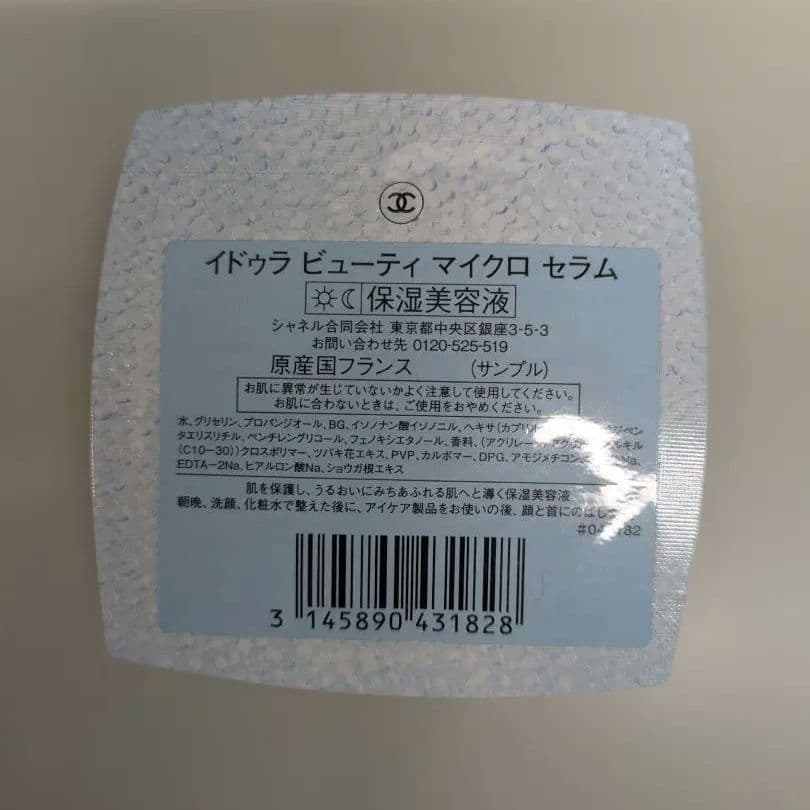 イドゥラ ビューティ マイクロ セラム
保湿美容液
シャネル合同会社 東京都中央区銀座3-5-3
お問い合わせ先 0120-525-519
原産国フランス (サンプル)
お肌に異常が生じていないかよく注意して使用してください。
お肌に合わないときは、ご使用をおやめください。
水、グリセリン、プロパンジオール、BG、イソノナン酸イソノニル、ヘキサ(カプリ
タエリスリチル、ペンチレングリコール、フェノキシエタノール、香料、(アクリレー
(C10-30))クロスポリマー、ツバキ花エキス、PVP、カルボマー、DPG、アモジメチコン
EDTA-2Na、ヒアルロン酸Na、ショウガ根エキス
肌を保護し、うるおいにみちあふれる肌へと導く保湿美容液
朝晩、洗顔、化粧水で整えた後に、アイケア製品をお使いの後、顔と首にのばし
3 145890 431828